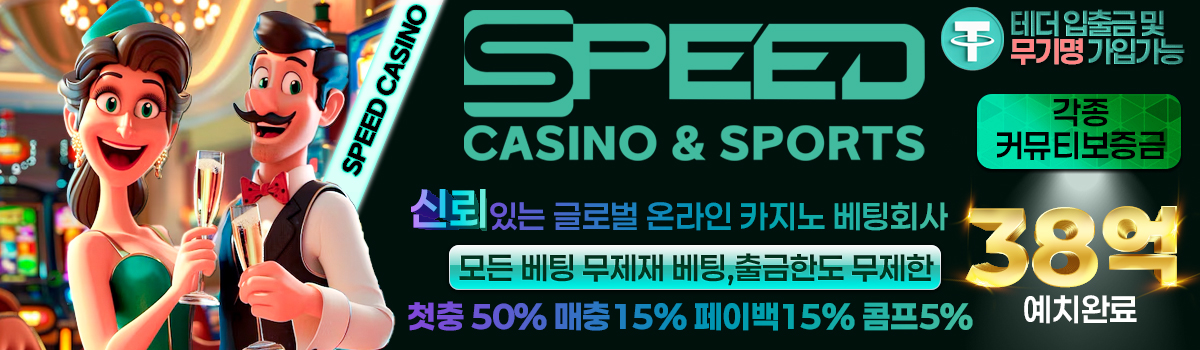 SPEED CASINO
SPEED
CASINO & SPORTS
신뢰있는 글로벌 온라인 카지노 베팅회사
모든 베팅 무제재 베팅,출금한도 무제한
첫충 50% 매충15% 페이백15% 콤프5%
테더 입출금 및
무기명 가입가능
각종
커뮤티보증금
38억
예치완료